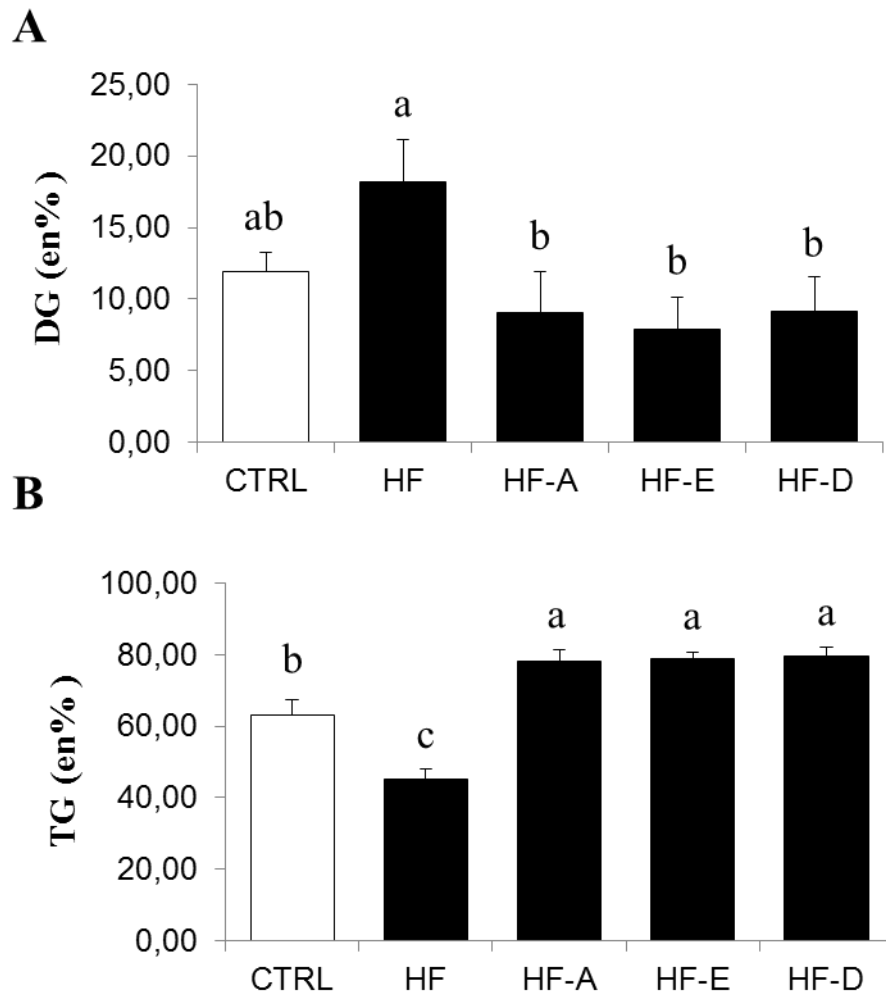 A
DG (en% )
25,00
20,00
15,00
10,00
5,00
0,00
ab
a
b
b
b
CTRL HF HF-A HF-E HF-D
B
TG (en% )
100,00
80,00
60,00
40,00
20,00
0,00
b
c
a
a
a
CTRL HF HF-A HF-E HF-D